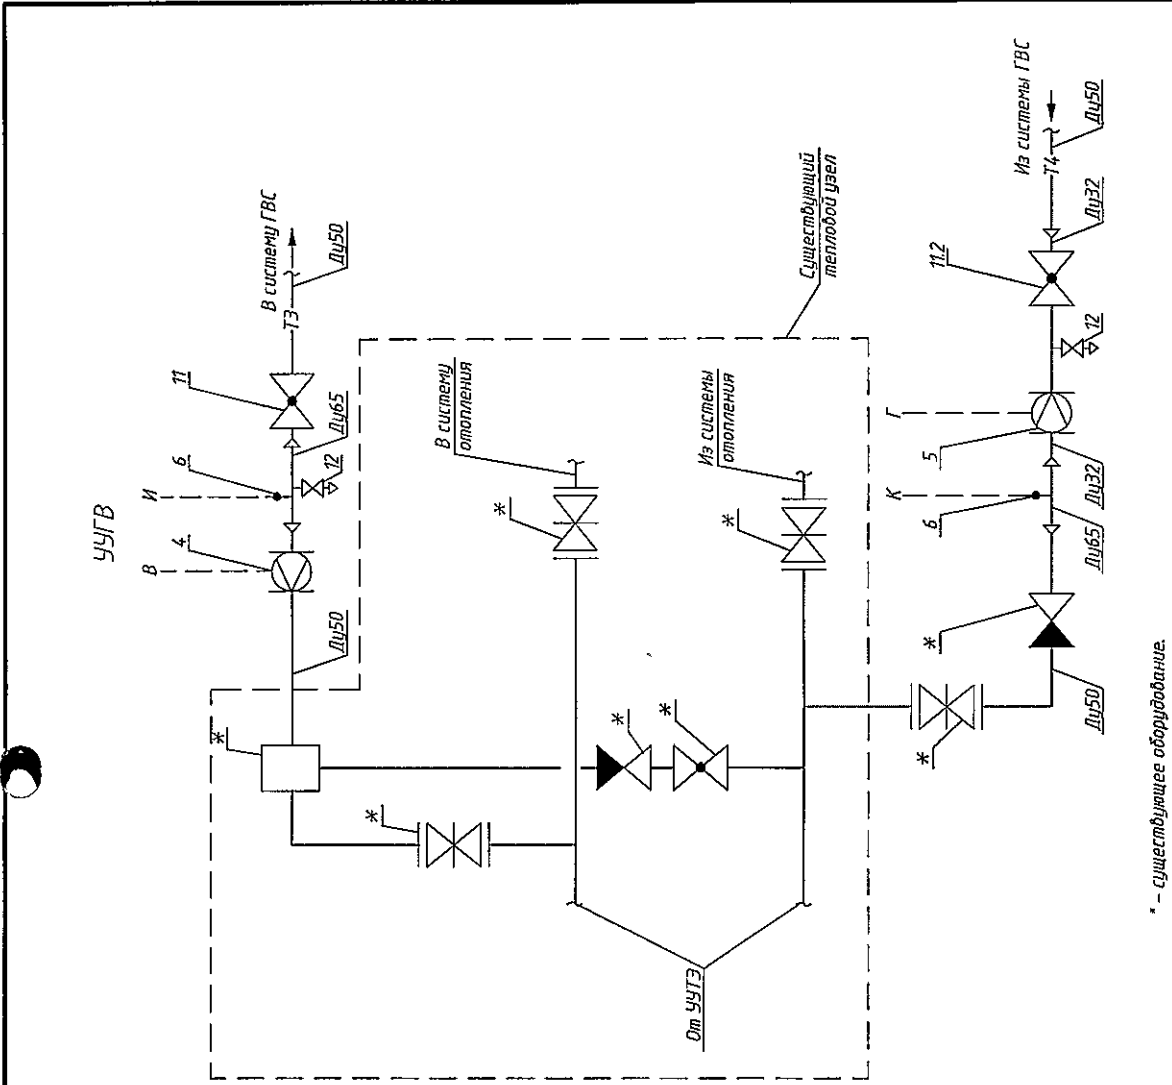 УУГВ
В
4
И
6
11
12
Ду50
Ду65
Т3
В систему ГВС
Ду50
*
*
В систему
отопления
*
Из системы
отопления
*
*
*
От УУТЭ
Существующий
тепловой узел
*
*
Ду50
К
6
Ду65
Ду32
Г
5
12
11.2
Ду32
Т4
Из системы ГВС
Ду50
* – существующее оборудование.